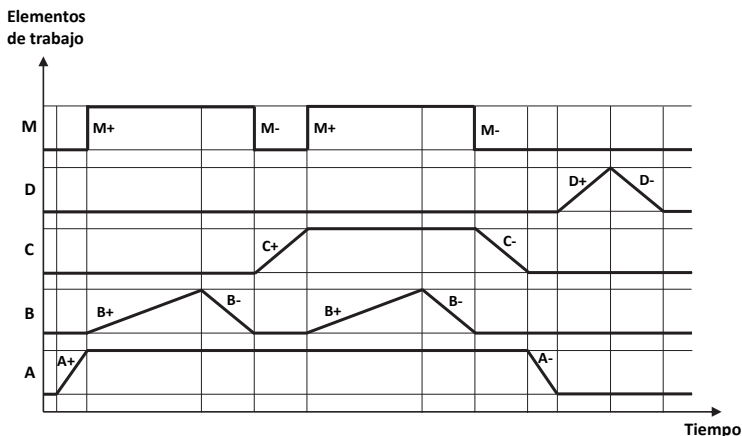 Elementos
de trabajo
M
M+
M-
M+
M-
D
D+
D-
C
C+
C-
B
B+
B-
B+
B-
A
A+
A-
Tiempo